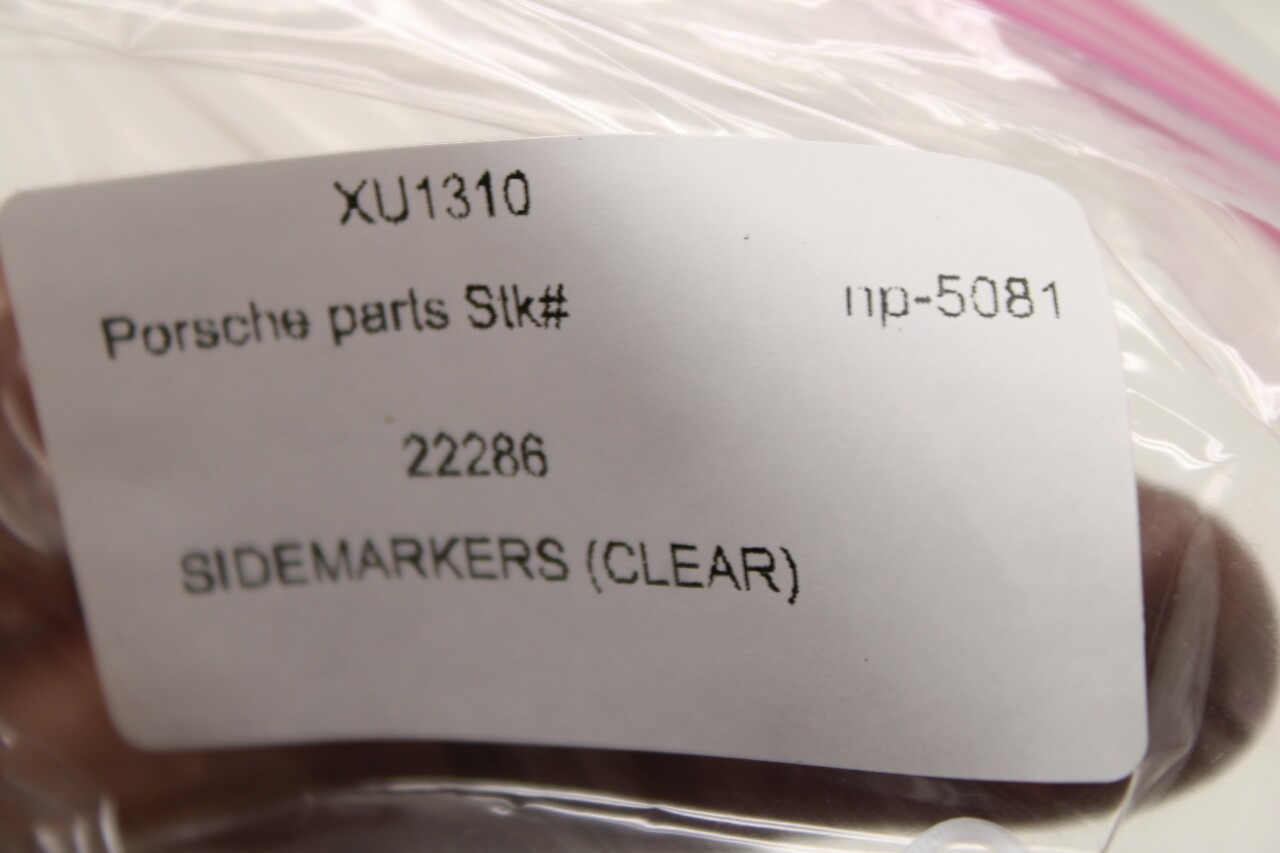 XU1310
Porsche parts Stk# np-5081
22286
SIDEMARKERS (CLEAR)